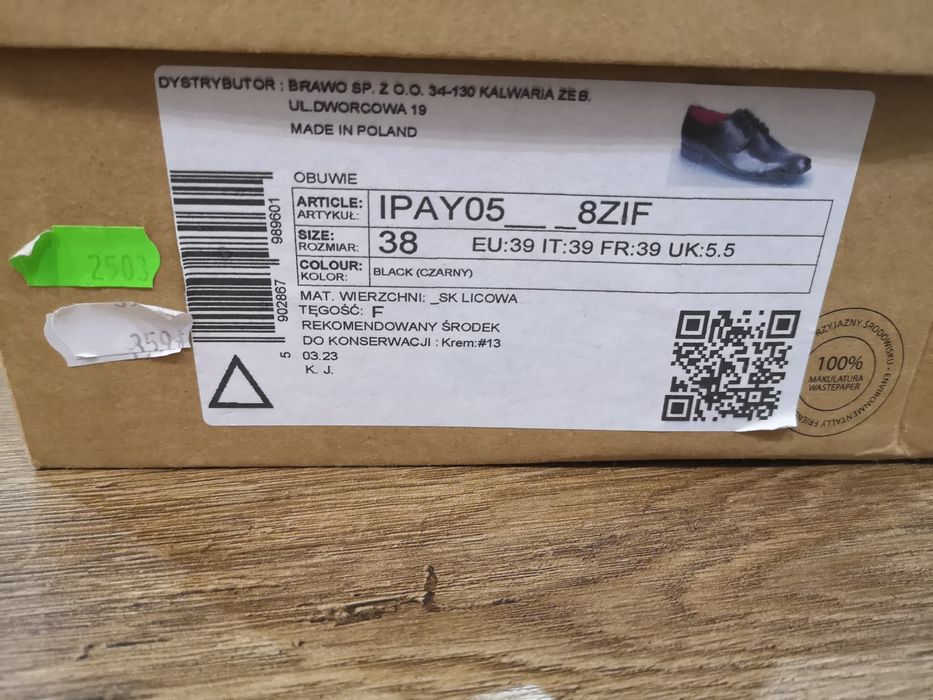 DYSTRYBUTOR : BRAWO SP. Z O.O. 34-130 KALWARIA ZEB.
UL.DWORCOWA 19
MADE IN POLAND
OBUWIE
ARTICLE: IPAY05__ _8ZIF
ARTYKUŁ:
SIZE: 38 EU:39 IT:39 FR:39 UK:5.5
ROZMIAR:
COLOUR: BLACK (CZARNY)
KOLOR:
MAT. WIERZCHNI: _SK LICOWA
TĘGOŚĆ: F
REKOMENDOWANY ŚRODEK
DO KONSERWACJI : Krem:#13
03.23
K. J.
5 902867 989601
2503
100%
MAKULATURA
WASTEPAPER
ENVIRONMENTALLY